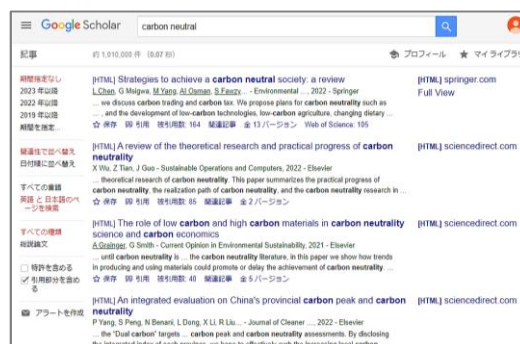 Google Scholar
carbon neutral
記事
約 1,010,000 件 (0.07 秒)
プロフィール
マイライブラ
期間指定なし
2023 年以降
2022 年以降
2019 年以降
期間を指定...
関連性で並べ替え
日付順に並べ替え
すべての言語
英語 と 日本語のページを検索
すべての種類
総説論文
特許を含める
引用部分を含める
アラートを作成
[HTML] Strategies to achieve a carbon neutral society: a review
L Chen, G Msigwa, M Yang, AI Osman, S Fawzy... - Environmental ..., 2022 - Springer
... we discuss carbon trading and carbon tax. We propose plans for carbon neutrality such as
... , and the development of low-carbon technologies, low-carbon agriculture, changing dietary ...
保存 引用 被引用数: 164 関連記事 全 13 バージョン Web of Science: 105
[HTML] springer.com
Full View
[HTML] A review of the theoretical research and practical progress of carbon
neutrality
X Wu, Z Tian, J Guo - Sustainable Operations and Computers, 2022 - Elsevier
... theoretical research of carbon neutrality. This paper summarizes the practical progress of
carbon neutrality, the realization path of carbon neutrality, and the carbon neutrality research in ...
保存 引用 被引用数: 85 関連記事 全 2 バージョン
[HTML] sciencedirect.com
[HTML] The role of low carbon and high carbon materials in carbon neutrality
science and carbon economics
A Grainger, G Smith - Current Opinion in Environmental Sustainability, 2021 - Elsevier
... until carbon neutrality is ... the carbon neutrality literature, in this paper we show how trends
in producing and using materials could promote or delay the achievement of carbon neutrality. ...
保存 引用 被引用数: 40 関連記事 全 5 バージョン
[HTML] sciencedirect.com
[HTML] An integrated evaluation on China's provincial carbon peak and carbon
neutrality
P Yang, S Peng, N Benani, L Dong, X Li, R Liu... - Journal of Cleaner ..., 2022 - Elsevier
... the "Dual carbon" targets ... carbon peak and carbon neutrality assessments. By disclosing
[HTML] sciencedirect.com